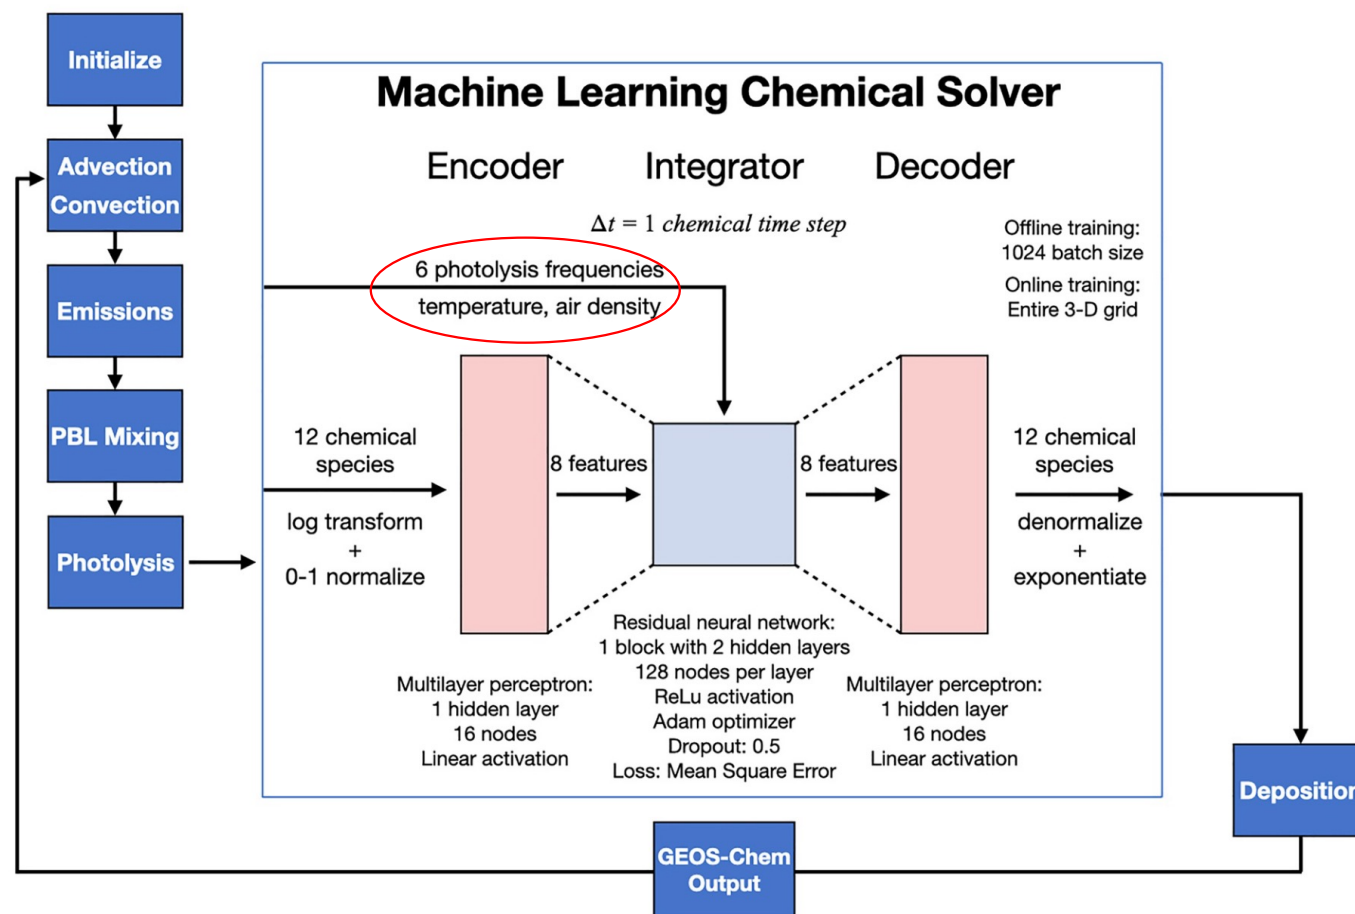 Initialize
Advection
Convection
Emissions
PBL Mixing
Photolysis
Machine Learning Chemical Solver
Encoder
Integrator
Decoder
Δt = 1 chemical time step
Offline training:
1024 batch size
Online training:
Entire 3-D grid
6 photolysis frequencies
temperature, air density
12 chemical
species
log transform
+
0-1 normalize
8 features
8 features
12 chemical
species
denormalize
+
exponentiate
Multilayer perceptron:
1 hidden layer
16 nodes
Linear activation
Residual neural network:
1 block with 2 hidden layers
128 nodes per layer
ReLu activation
Adam optimizer
Dropout: 0.5
Loss: Mean Square Error
Multilayer perceptron:
1 hidden layer
16 nodes
Linear activation
Deposition
GEOS-Chem
Output